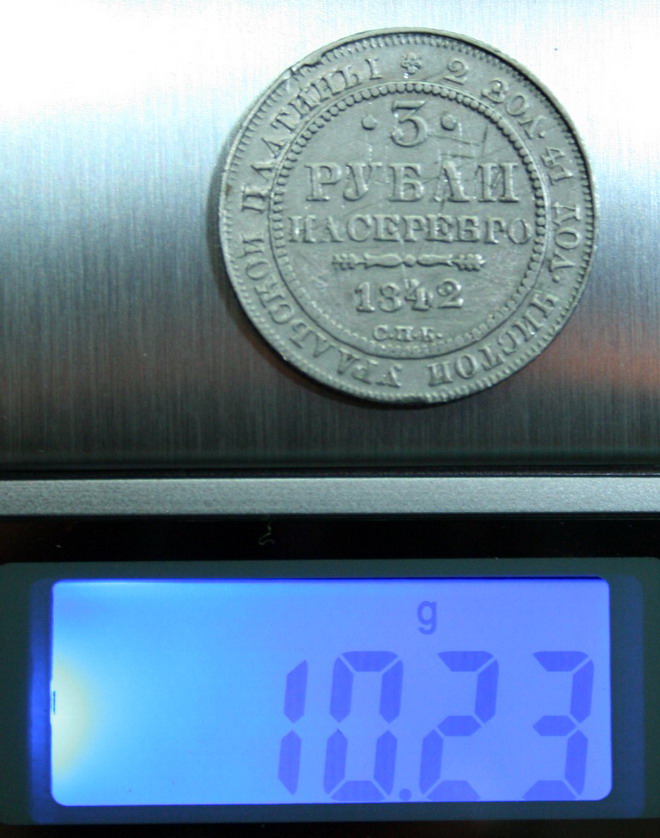 · 3 ·
РУБЛИ
НА СЕРЕБРО
1842
С.П.Б.
* 2 ЗОЛ. 41 ДОЛ. ЧИСТОЙ УРАЛЬСКОЙ ПЛАТИНЫ
g
10.23